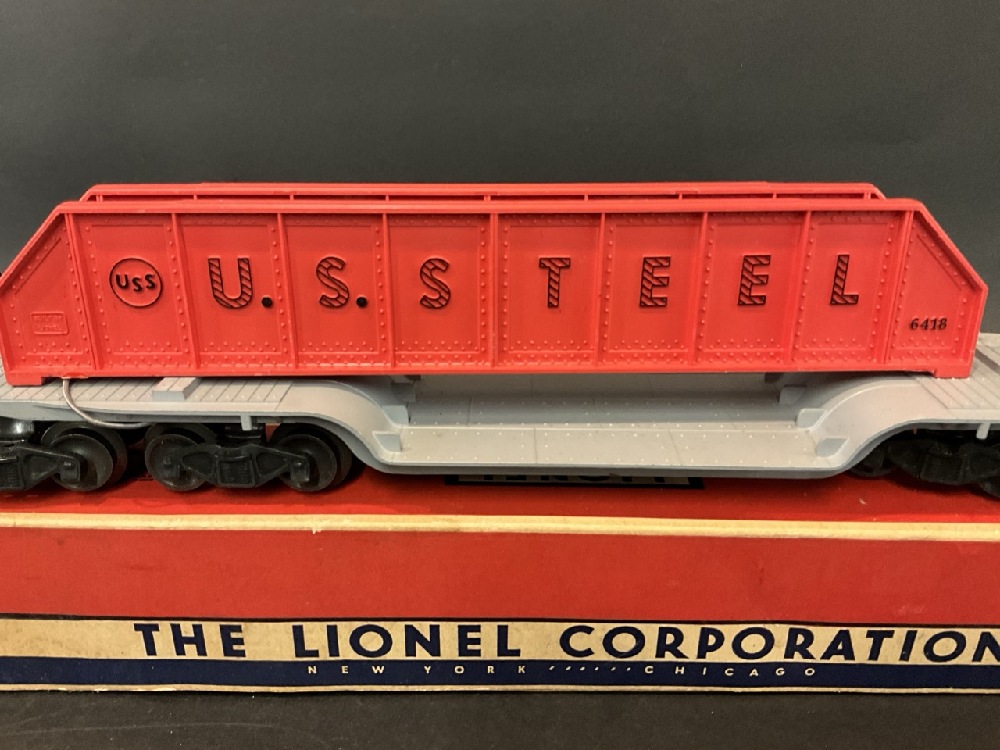 USS
U. S. STEEL
6418
THE LIONEL CORPORATION
NEW YORK CHICAGO